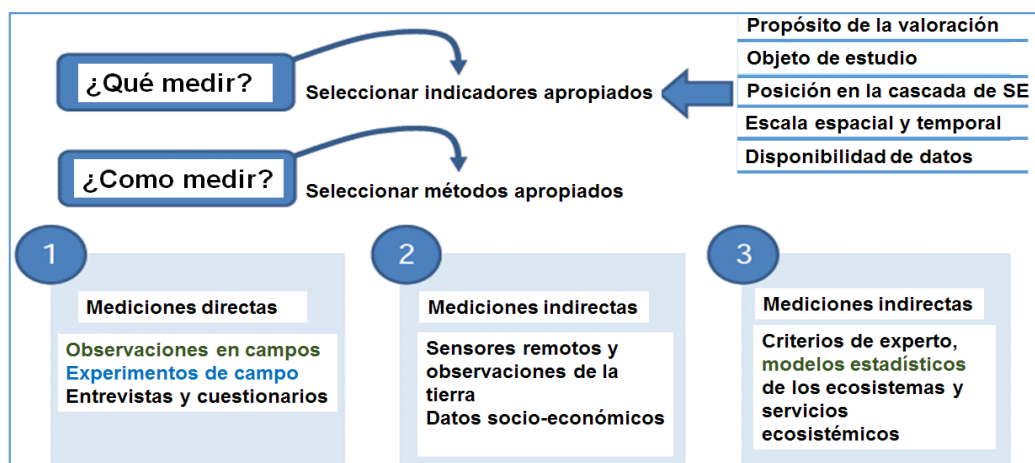 ¿Qué medir?
Seleccionar indicadores apropiados
Propósito de la valoración
Objeto de estudio
Posición en la cascada de SE
Escala espacial y temporal
Disponibilidad de datos
¿Como medir?
Seleccionar métodos apropiados
1
Mediciones directas
Observaciones en campos
Experimentos de campo
Entrevistas y cuestionarios
2
Mediciones indirectas
Sensores remotos y
observaciones de la
tierra
Datos socio-económicos
3
Mediciones indirectas
Criterios de experto,
modelos estadísticos
de los ecosistemas y
servicios
ecosistémicos